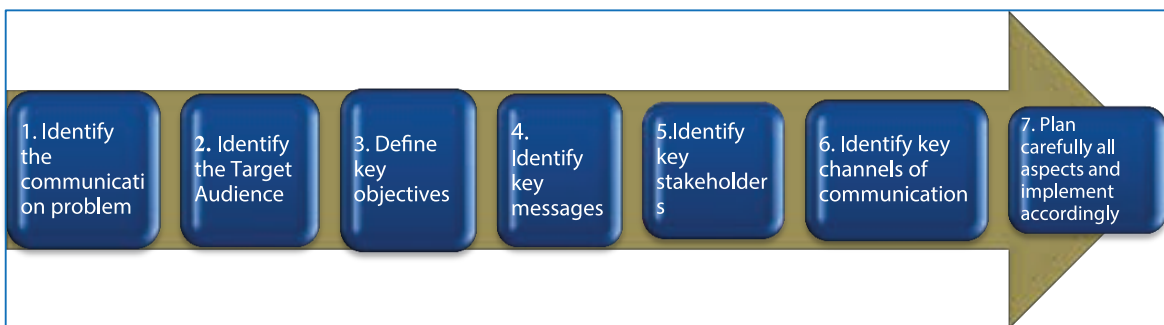 1. Identify
the
communicati
on problem
2. Identify
the Target
Audience
3. Define
key
objectives
4.
Identify
key
messages
5.Identify
key
stakeholder
s
6. Identify key
channels of
communication
7. Plan
carefully all
aspects and
implement
accordingly